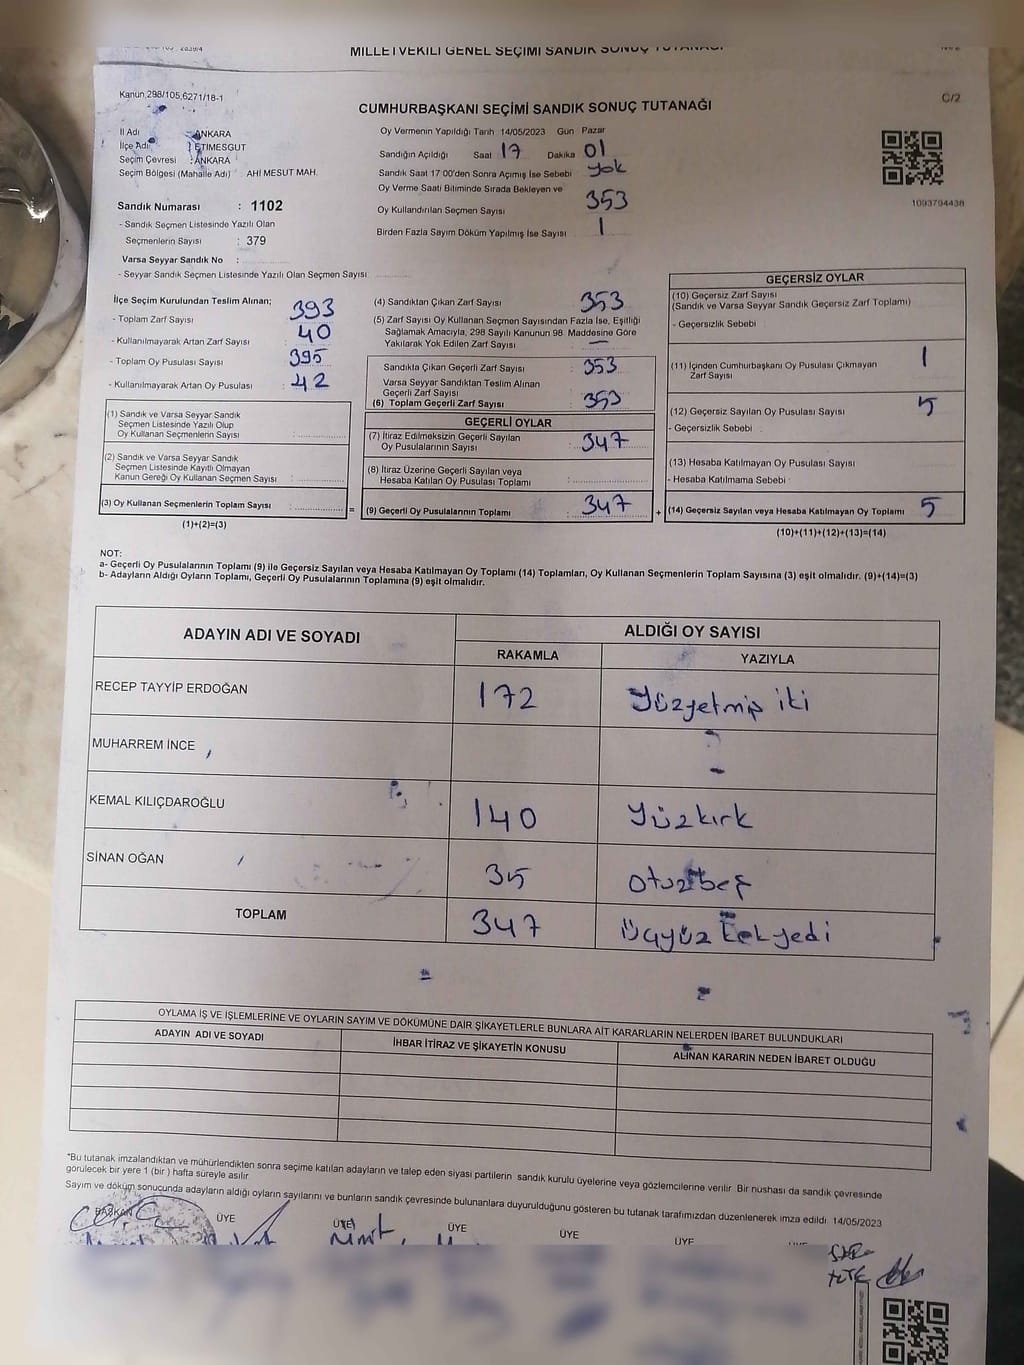 MİLLETVEKİLİ GENEL SEÇİMİ SANDIK SONUÇ TUTANAĞI
Kanun 298/105,6271/18-1
C/2
CUMHURBAŞKANI SEÇİMİ SANDIK SONUÇ TUTANAĞI
İl Adı ANKARA
İlçe Adı : ETİMESGUT
Seçim Çevresi : ANKARA
Seçim Bölgesi (Mahalle Adı) AHİ MESUT MAH.
Oy Vermenin Yapıldığı Tarih 14/05/2023 Gün Pazar
Sandığın Açıldığı Saat 17 Dakika 01
Sandık Saat 17:00'den Sonra Açımış İse Sebebi yok
Oy Verme Saati Bitiminde Sırada Bekleyen ve
Oy Kullandırılan Seçmen Sayısı 353
Birden Fazla Sayım Döküm Yapılmış İse Sayısı 1
1093794438
Sandık Numarası : 1102
- Sandık Seçmen Listesinde Yazılı Olan
Seçmenlerin Sayısı : 379
Varsa Seyyar Sandık No :
- Seyyar Sandık Seçmen Listesinde Yazılı Olan Seçmen Sayısı
İlçe Seçim Kurulundan Teslim Alınan;
- Toplam Zarf Sayısı 393
- Kullanılmayarak Artan Zarf Sayısı 40
- Toplam Oy Pusulası Sayısı 395
- Kullanılmayarak Artan Oy Pusulası : 42
(1) Sandık ve Varsa Seyyar Sandık
Seçmen Listesinde Yazılı Olup
Oy Kullanan Seçmenlerin Sayısı :
(2) Sandık ve Varsa Seyyar Sandık
Seçmen Listesinde Kayıtlı Olmayan
Kanun Gereği Oy Kullanan Seçmen Sayısı :
(3) Oy Kullanan Seçmenlerin Toplam Sayısı : =
(1)+(2)=(3)
(4) Sandıktan Çıkan Zarf Sayısı : 353
(5) Zarf Sayısı Oy Kullanan Seçmen Sayısından Fazla İse, Eşitliği
Sağlamak Amacıyla, 298 Sayılı Kanunun 98. Maddesine Göre
Yakılarak Yok Edilen Zarf Sayısı : —
Sandıkta Çıkan Geçerli Zarf Sayısı : 353
Varsa Seyyar Sandıktan Teslim Alınan
Geçerli Zarf Sayısı
(6) Toplam Geçerli Zarf Sayısı : 353
GEÇERLİ OYLAR
(7) İtiraz Edilmeksizin Geçerli Sayılan
Oy Pusulalarının Sayısı : 347
(8) İtiraz Üzerine Geçerli Sayılan veya
Hesaba Katılan Oy Pusulası Toplamı :
(9) Geçerli Oy Pusulalarının Toplamı : 347 +
GEÇERSİZ OYLAR
(10) Geçersiz Zarf Sayısı
(Sandık ve Varsa Seyyar Sandık Geçersiz Zarf Toplamı)
- Geçersizlik Sebebi :
(11) İçinden Cumhurbaşkanı Oy Pusulası Çıkmayan
Zarf Sayısı 1
(12) Geçersiz Sayılan Oy Pusulası Sayısı 5
- Geçersizlik Sebebi :
(13) Hesaba Katılmayan Oy Pusulası Sayısı
- Hesaba Katılmama Sebebi :
(14) Geçersiz Sayılan veya Hesaba Katılmayan Oy Toplamı 5
(10)+(11)+(12)+(13)=(14)
NOT:
a- Geçerli Oy Pusulasının Toplamı (9) ile Geçersiz Sayılan veya Hesaba Katılmayan Oy Toplamı (14) Toplamları, Oy Kullanan Seçmenlerin Toplam Sayısına (3) eşit olmalıdır. (9)+(14)=(3)
b- Adayların Aldığı Oyların Toplamı, Geçerli Oy Pusulalarının Toplamına (9) eşit olmalıdır.
ADAYIN ADI VE SOYADI
ALDIĞI OY SAYISI
RAKAMLA YAZIYLA
RECEP TAYYİP ERDOĞAN 172 Yüzyetmiş iki
MUHARREM İNCE -
KEMAL KILIÇDAROĞLU 140 Yüzkırk
SİNAN OĞAN 35 otuzbeş
TOPLAM 347
OYLAMA İŞ VE İŞLEMLERİNE VE OYLARIN SAYIM VE DÖKÜMÜNE DAİR ŞİKAYETLERLE BUNLARA AİT KARARLARIN NELERDEN İBARET BULUNDUKLARI
ADAYIN ADI VE SOYADI İHBAR İTİRAZ VE ŞİKAYETİN KONUSU ALINAN KARARIN NEDEN İBARET OLDUĞU
*Bu tutanak imzalandıktan ve mühürlendikten sonra seçime katılan adayların ve talep eden siyasi partilerin sandık kurulu üyelerine veya gözlemcilerine verilir Bir nushası da sandık çevresinde
görülecek bir yere 1 (bir) hafta süreyle asılır
Sayım ve döküm sonucunda adayların aldığı oyların sayılarını ve bunların sandık çevresinde bulunanlara duyurulduğunu gösteren bu tutanak tarafımızdan düzenlenerek imza edildi 14/05/2023
BAŞKAN ÜYE ÜYE ÜYE ÜYE ÜYE